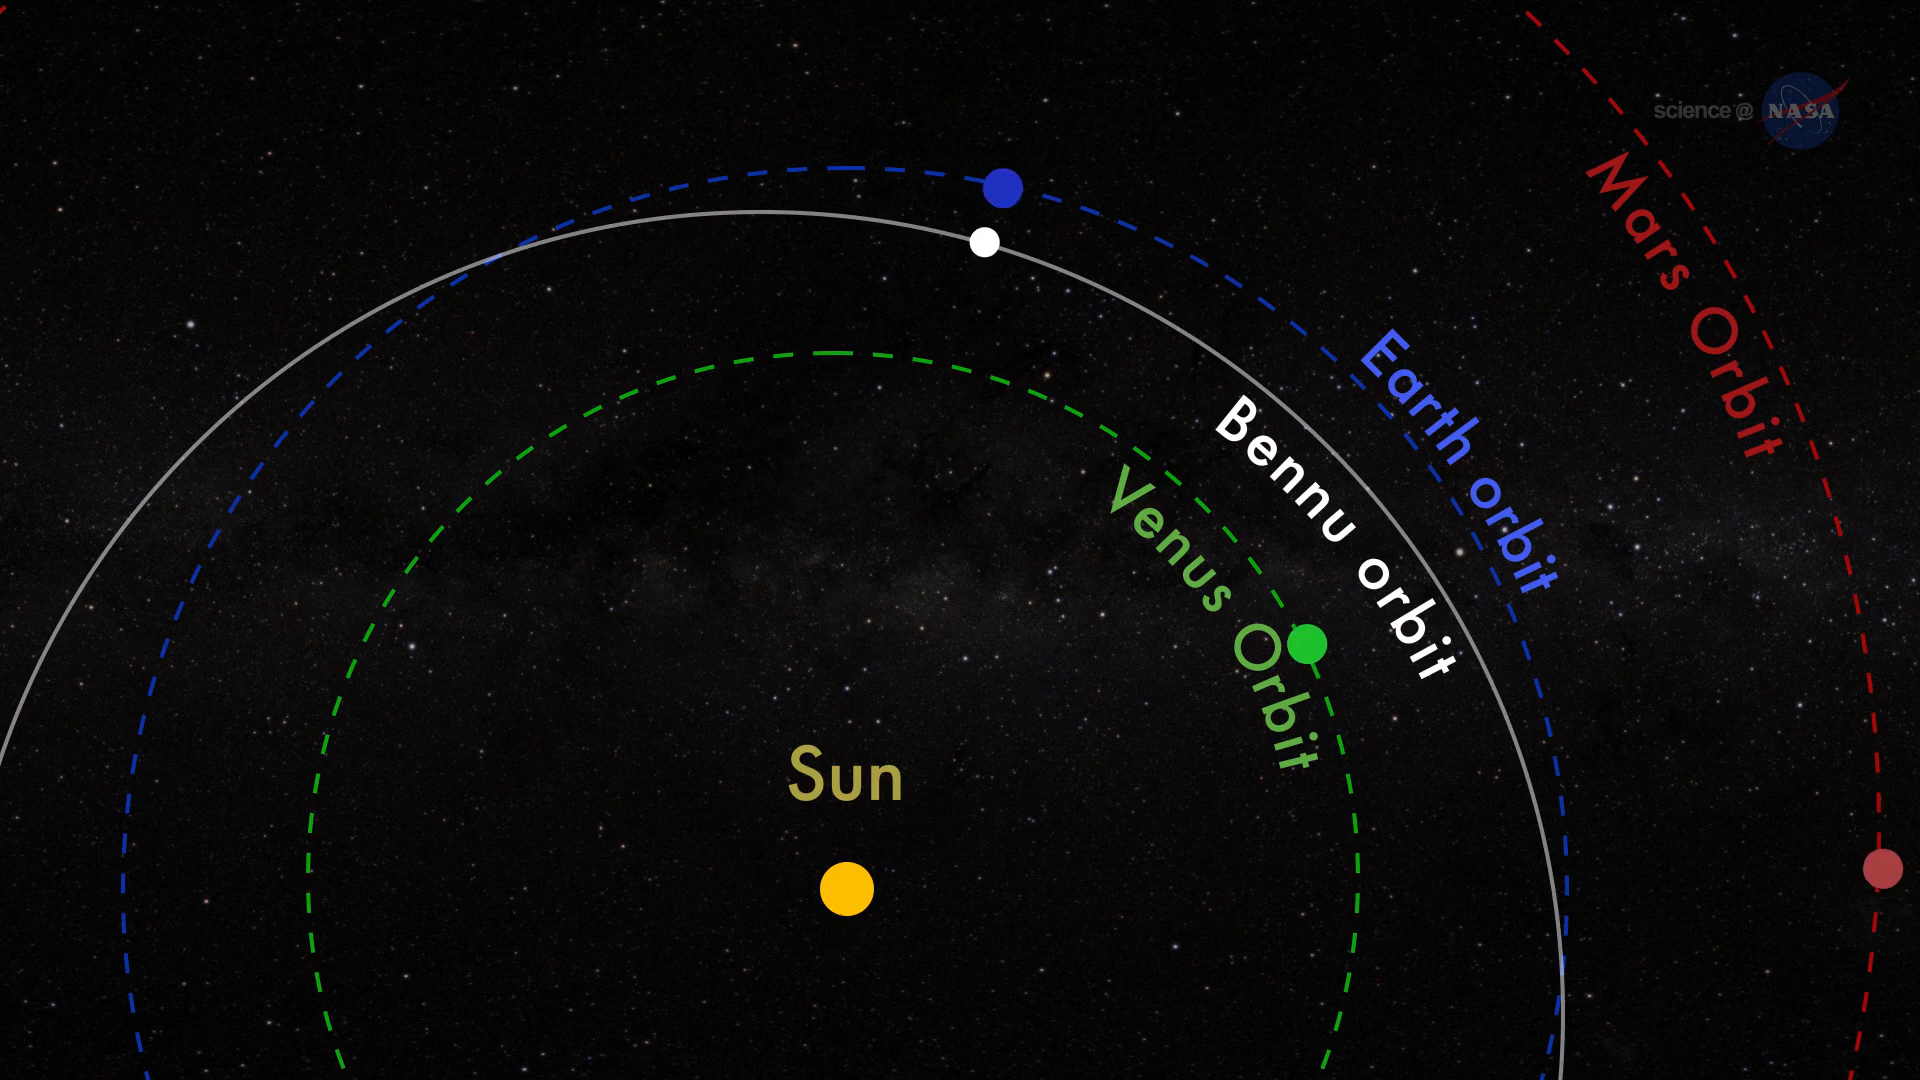 science@ NASA
Mars Orbit
Earth orbit
Bennu orbit
Venus Orbit
Sun